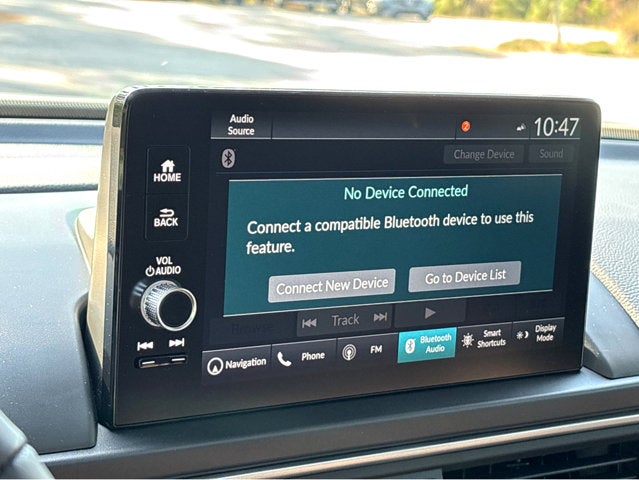 Audio
Source
10:47
Change Device
Sound
HOME
No Device Connected
Connect a compatible Bluetooth device to use this
feature.
BACK
VOL
AUDIO
Connect New Device
Go to Device List
Browse
Track
Navigation
Phone
FM
Bluetooth
Audio
Smart
Shortcuts
Display
Mode